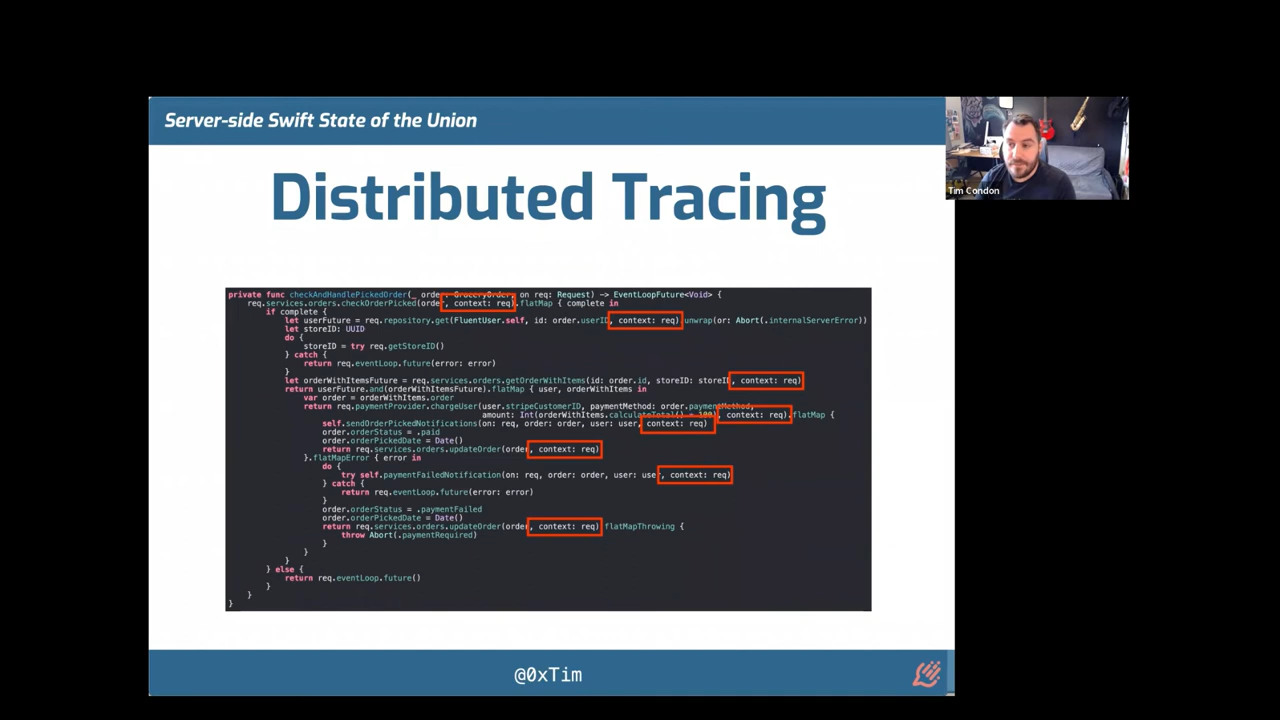 Server-side Swift State of the Union
Tim Condon
Distributed Tracing
private func checkAndHandlePickedOrder(_ order: GroceryOrder, on req: Request) -> EventLoopFuture<Void> {
req.services.orders.checkOrderPicked(order, context: req).flatMap { complete in
if complete {
let userFuture = req.repository.get(FluentUser.self, id: order.userID, context: req).unwrap(or: Abort(.internalServerError))
let storeID: UUID
do {
storeID = try req.getStoreID()
} catch {
return req.eventLoop.future(error: error)
}
let orderWithItemsFuture = req.services.orders.getOrderWithItems(id: order.id, storeID: storeID, context: req)
return userFuture.and(orderWithItemsFuture).flatMap { user, orderWithItems in
var order = orderWithItems.order
return req.paymentProvider.chargeUser(user.stripeCustomerID, paymentMethod: order.paymentMethod,
amount: Int(orderWithItems.calculateTotal() * 100), context: req).flatMap {
self.sendOrderPickedNotifications(on: req, order: order, user: user, context: req)
order.orderStatus = .paid
order.orderPickedDate = Date()
return req.services.orders.updateOrder(order, context: req)
}.flatMapError { error in
do {
try self.paymentFailedNotification(on: req, order: order, user: user, context: req)
} catch {
return req.eventLoop.future(error: error)
}
order.orderStatus = .paymentFailed
order.orderPickedDate = Date()
return req.services.orders.updateOrder(order, context: req) flatMapThrowing {
throw Abort(.paymentRequired)
}
}
}
} else {
return req.eventLoop.future()
}
}
}
@0xTim